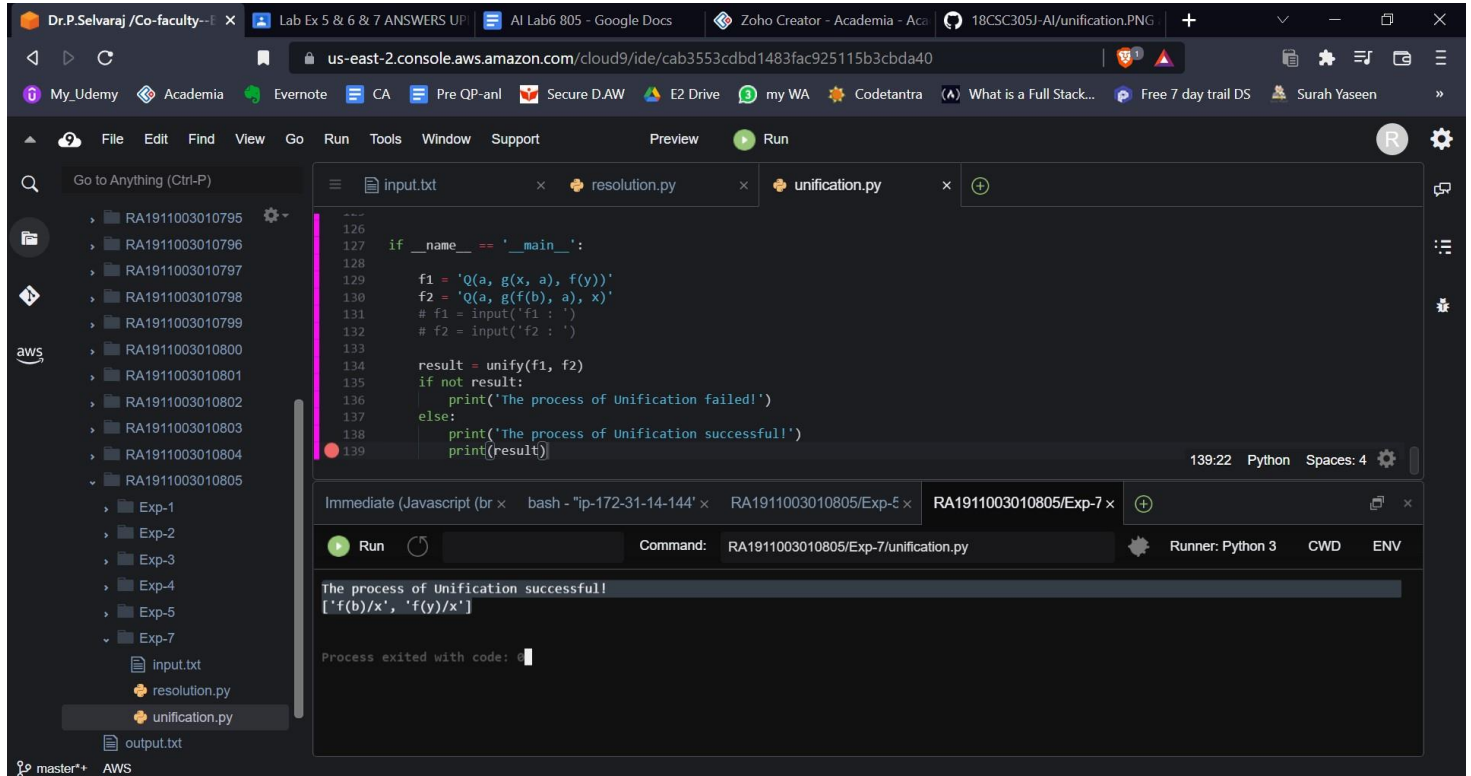 Dr.P.Selvaraj /Co-faculty--E
Lab Ex 5 & 6 & 7 ANSWERS UP
AI Lab6 805 - Google Docs
Zoho Creator - Academia - Aca
18CSC305J-AI/unification.PNG
us-east-2.console.aws.amazon.com/cloud9/ide/cab3553cdbd1483fac925115b3cbda40
My_Udemy Academia Evernote CA Pre QP-anl Secure D.AW E2 Drive my WA Codetantra What is a Full Stack... Free 7 day trail DS Surah Yaseen »
File Edit Find View Go Run Tools Window Support Preview Run R
Go to Anything (Ctrl-P)
input.txt resolution.py unification.py
RA1911003010795
RA1911003010796
RA1911003010797
RA1911003010798
RA1911003010799
aws
RA1911003010800
RA1911003010801
RA1911003010802
RA1911003010803
RA1911003010804
RA1911003010805
Exp-1
Exp-2
Exp-3
Exp-4
Exp-5
Exp-7
input.txt
resolution.py
unification.py
output.txt
126
127 if __name__ == '__main__':
128
129 f1 = 'Q(a, g(x, a), f(y))'
130 f2 = 'Q(a, g(f(b), a), x)'
131 # f1 = input('f1 : ')
132 # f2 = input('f2 : ')
133
134 result = unify(f1, f2)
135 if not result:
136 print('The process of Unification failed!')
137 else:
138 print('The process of Unification successful!')
139 print(result)
139:22 Python Spaces: 4
Immediate (Javascript (br bash - "ip-172-31-14-144' RA1911003010805/Exp-5 RA1911003010805/Exp-7
Run Command: RA1911003010805/Exp-7/unification.py Runner: Python 3 CWD ENV
The process of Unification successful!
['f(b)/x', 'f(y)/x']
Process exited with code: 0
master*+ AWS